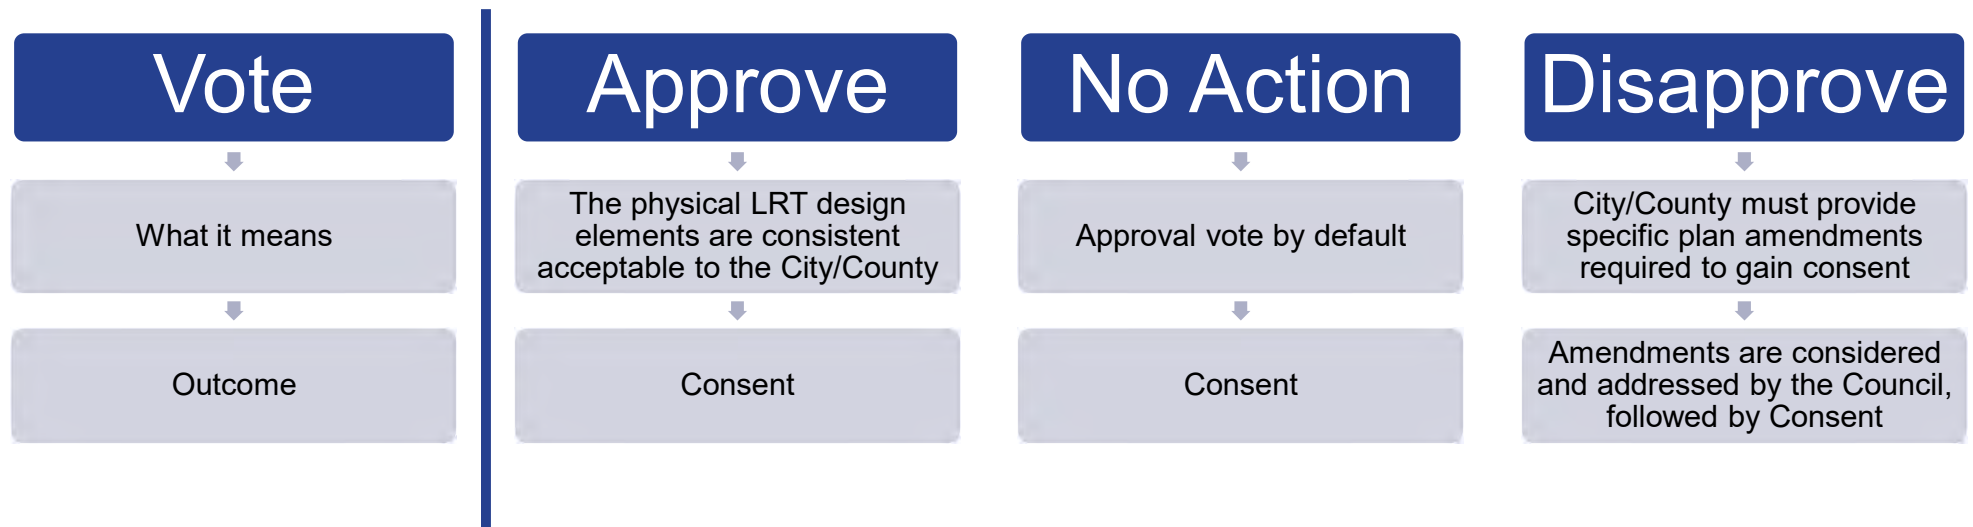 Vote
What it means
Outcome
Approve
The physical LRT design
elements are consistent
acceptable to the City/County
Consent
No Action
Approval vote by default
Consent
Disapprove
City/County must provide
specific plan amendments
required to gain consent
Amendments are considered
and addressed by the Council,
followed by Consent